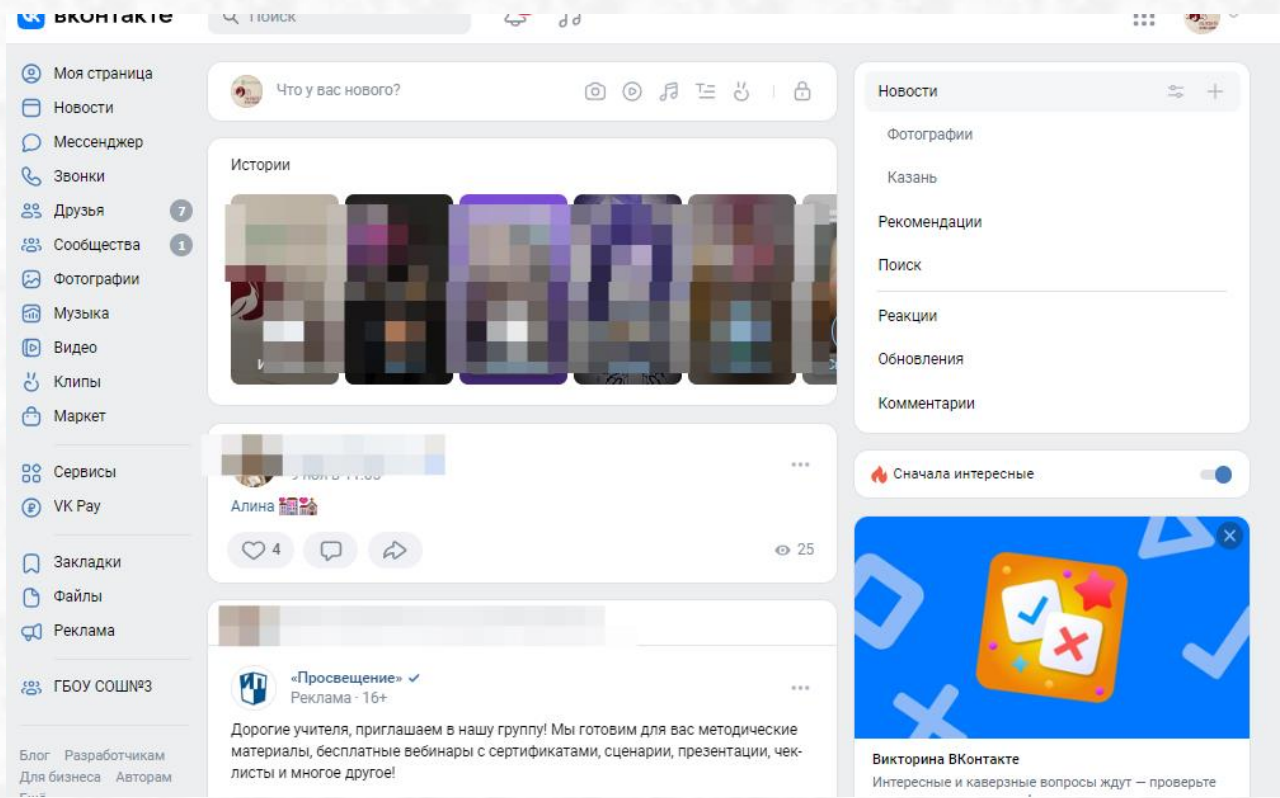 вконтакте
Поиск
Моя страница
Новости
Мессенджер
Звонки
Друзья 7
Сообщества 1
Фотографии
Музыка
Видео
Клипы
Маркет
Сервисы
VK Pay
Закладки
Файлы
Реклама
ГБОУ СОШ№3
Блог Разработчикам
Для бизнеса Авторам
Что у вас нового?
Истории
Алина
4
25
«Просвещение»
Реклама · 16+
Дорогие учителя, приглашаем в нашу группу! Мы готовим для вас методические
материалы, бесплатные вебинары с сертификатами, сценарии, презентации, чек-
листы и многое другое!
Новости
Фотографии
Казань
Рекомендации
Поиск
Реакции
Обновления
Комментарии
Сначала интересные
Викторина ВКонтакте
Интересные и каверзные вопросы ждут — проверьте